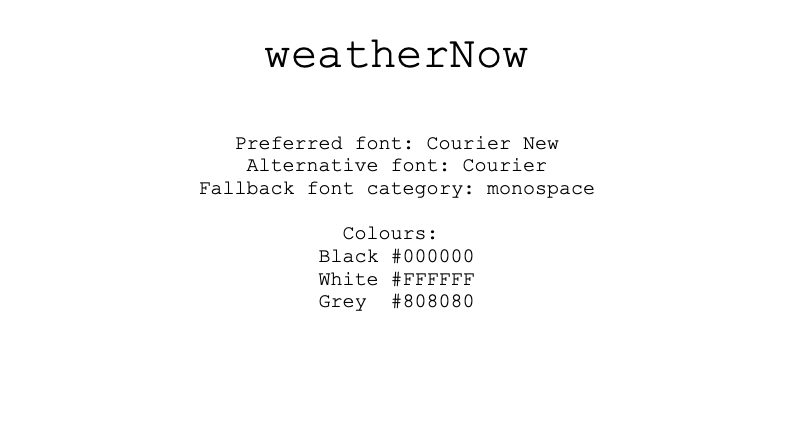 weatherNow
Preferred font: Courier New
Alternative font: Courier
Fallback font category: monospace
Colours:
Black #000000
White #FFFFFF
Grey  #808080